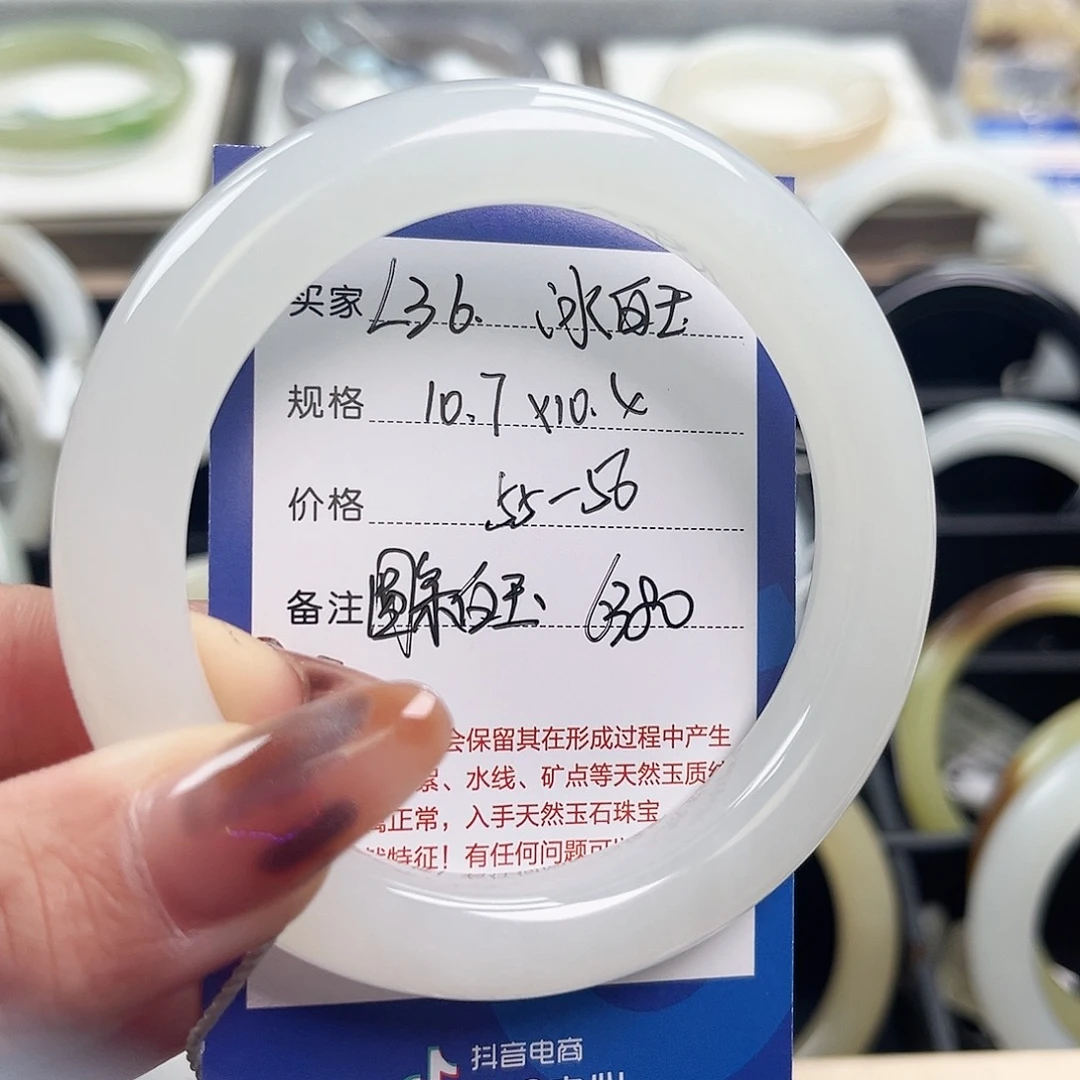 买家 L36. 冰白玉
规格 10.7×10.4
价格 55-56
备注 圆条白玉
会保留其在形成过程中产生
、水线、矿点等天然玉质
正常，入手天然玉石珠宝
特征！有任何问题可
抖音电商